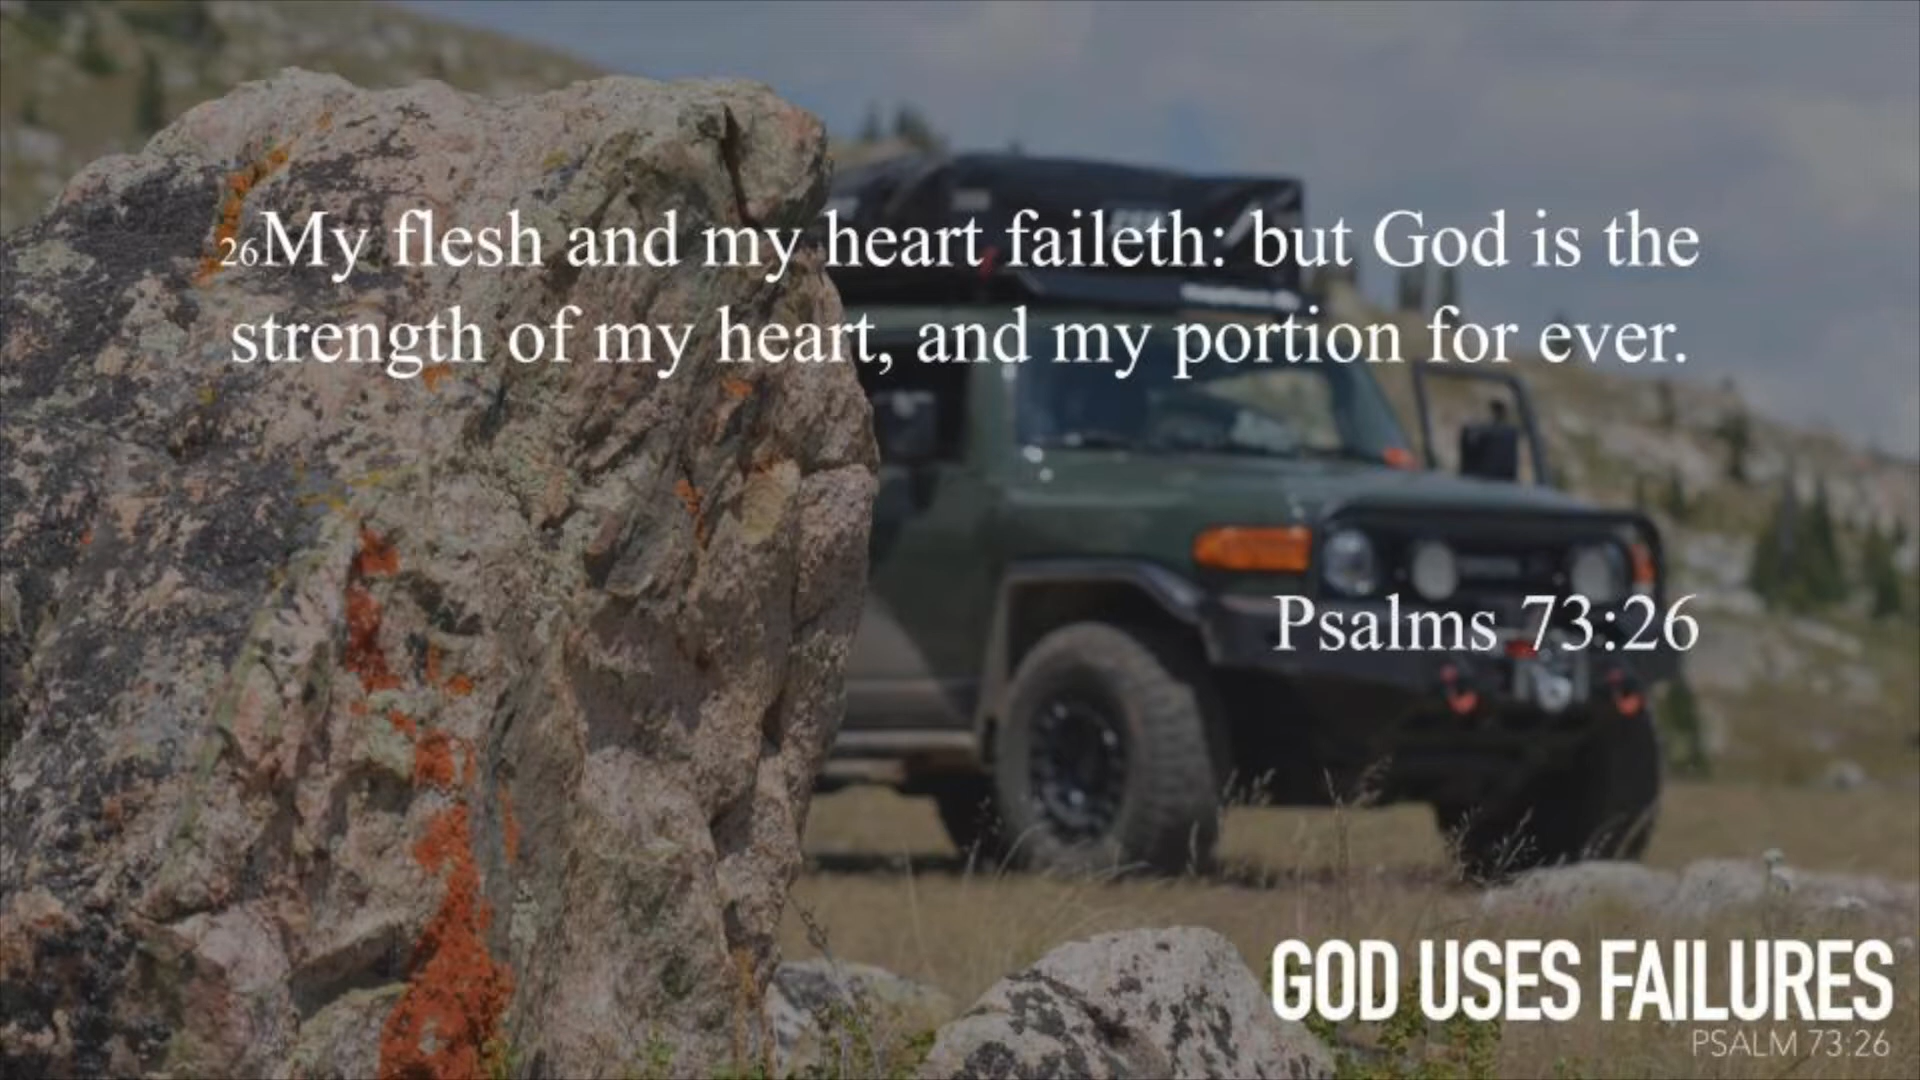 26My flesh and my heart faileth: but God is the
strength of my heart, and my portion for ever.
Psalms 73:26
GOD USES FAILURES
PSALM 73:26